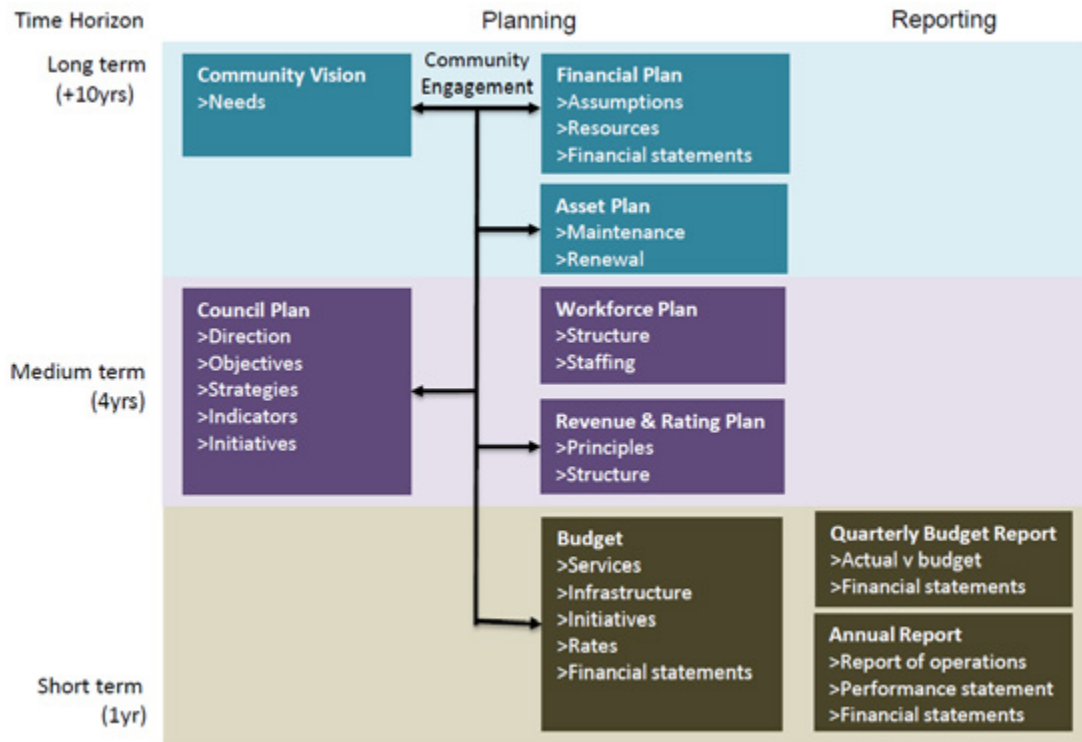 Time Horizon
Planning
Reporting
Long term
(+10yrs)
Community Vision
>Needs
Community
Engagement
Financial Plan
>Assumptions
>Resources
>Financial statements
Asset Plan
>Maintenance
>Renewal
Medium term
(4yrs)
Council Plan
>Direction
>Objectives
>Strategies
>Indicators
>Initiatives
Workforce Plan
>Structure
>Staffing
Revenue & Rating Plan
>Principles
>Structure
Short term
(1yr)
Budget
>Services
>Infrastructure
>Initiatives
>Rates
>Financial statements
Quarterly Budget Report
>Actual v budget
>Financial statements
Annual Report
>Report of operations
>Performance statement
>Financial statements